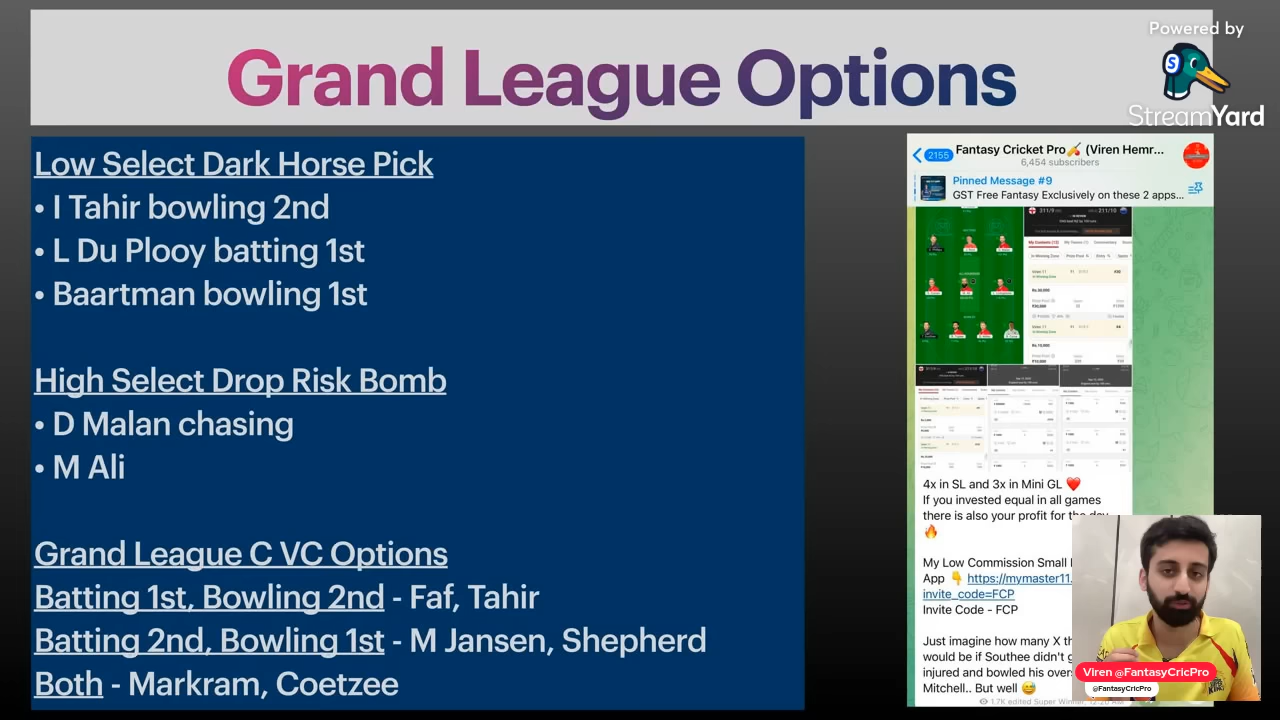 Grand League Options
Powered by
StreamYard
Low Select Dark Horse Pick
• I Tahir bowling 2nd
• L Du Plooy batting 1st
• Baartman bowling 1st
High Select Drop Risk Bomb
• D Malan chasing
• M Ali
Grand League C VC Options
Batting 1st, Bowling 2nd - Faf, Tahir
Batting 2nd, Bowling 1st - M Jansen, Shepherd
Both - Markram, Coetzee
2155
Fantasy Cricket Pro🏏 (Viren Hemr...
6,454 subscribers
Pinned Message #9
GST Free Fantasy Exclusively on these 2 apps...
4x in SL and 3x in Mini GL ❤️
If you invested equal in all games
there is also your profit for the day
🔥
My Low Commission Small
App 👇 https://mymaster11.
invite_code=FCP
Invite Code - FCP
Just imagine how many X
would be if Southee didn't
injured and bowled his
Mitchell.. But well 😅
Viren @FantasyCricPro
@FantasyCricPro